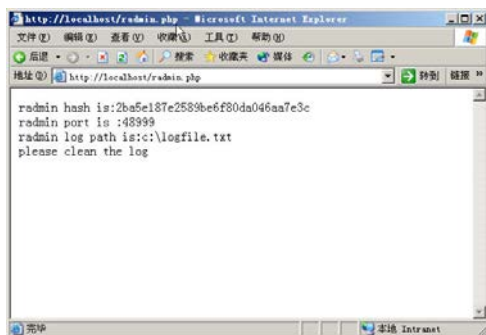 http://localhost/radmin.php - Microsoft Internet Explorer
文件(F) 编辑(E) 查看(V) 收藏(A) 工具(T) 帮助(H)
后退 搜索 收藏夹 媒体
地址(D) http://localhost/radmin.php 转到 链接 »
radmin hash is:2ba5e187e2589be6f80da046aa7e3c
radmin port is :48999
radmin log path is:c:\logfile.txt
please clean the log
完毕 本地 Intranet